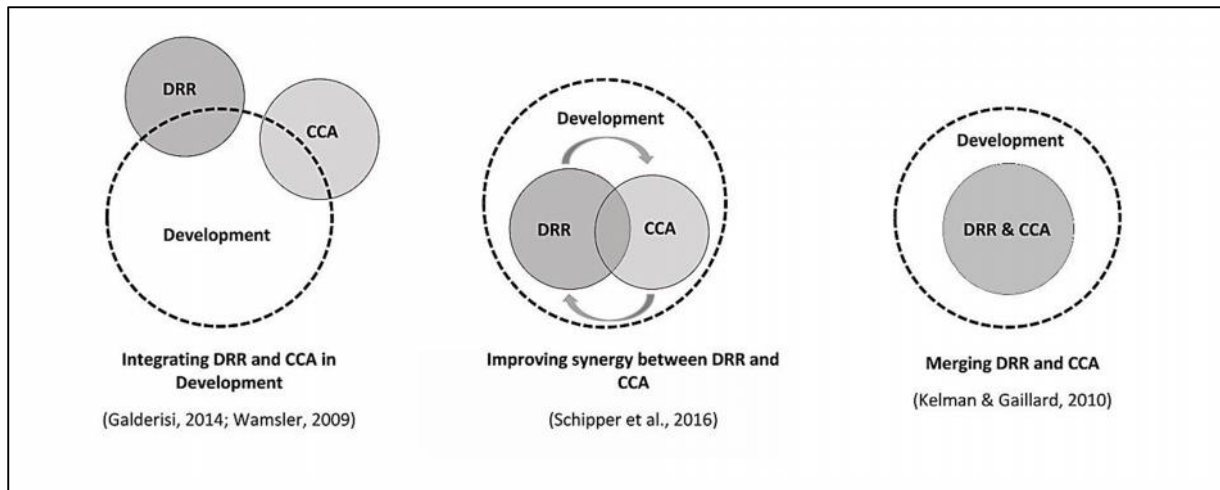 DRR
CCA
Development
Integrating DRR and CCA in
Development
(Galderisi, 2014; Wamsler, 2009)
Development
DRR
CCA
Improving synergy between DRR and
CCA
(Schipper et al., 2016)
Development
DRR & CCA
Merging DRR and CCA
(Kelman & Gaillard, 2010)